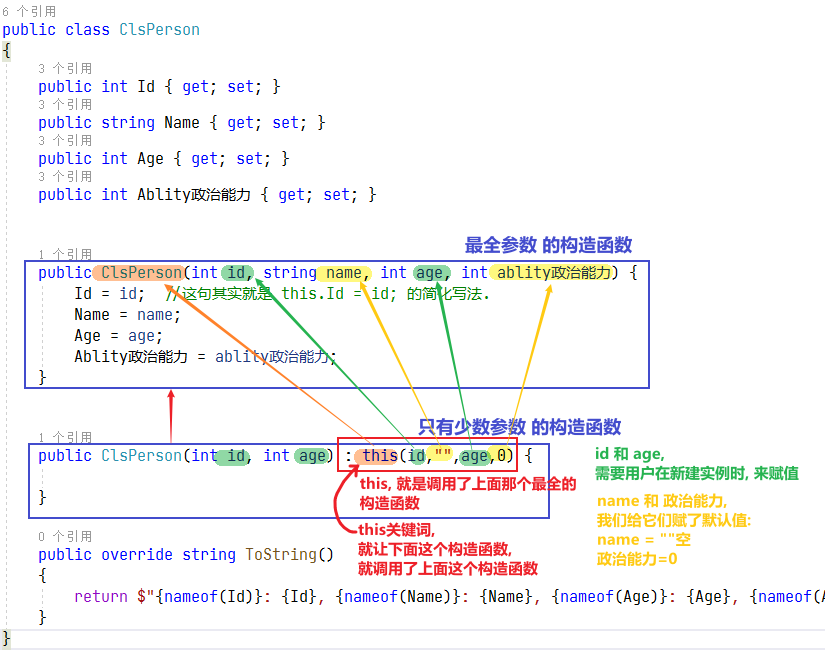 6 个引用
public class ClsPerson
{
3 个引用
public int Id { get; set; }
3 个引用
public string Name { get; set; }
3 个引用
public int Age { get; set; }
3 个引用
public int Ablity政治能力 { get; set; }
最全参数 的构造函数
1 个引用
public ClsPerson(int id, string name, int age, int ablity政治能力) {
Id = id; //这句其实就是 this.Id = id; 的简化写法.
Name = name;
Age = age;
Ablity政治能力 = ablity政治能力;
}
只有少数参数 的构造函数
1 个引用
public ClsPerson(int id, int age) : this(id,"",age,0) {
}
this, 就是调用了上面那个最全的
构造函数
this关键词,
就让下面这个构造函数,
就调用了上面这个构造函数
id 和 age,
需要用户在新建实例时, 来赋值
name 和 政治能力,
我们给它们赋了默认值:
name = ""空
政治能力=0
0 个引用
public override string ToString()
{
return $"{nameof(Id)}: {Id}, {nameof(Name)}: {Name}, {nameof(Age)}: {Age}, {nameof(A
}
}